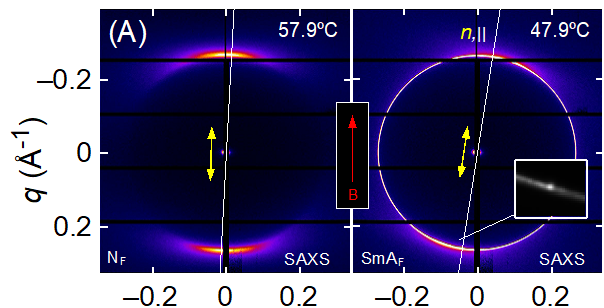 (A) 57.9ºC
n,|| 47.9ºC
−0.2
0
0.2
q (Å-1)
B
NF SAXS
SmAF SAXS
−0.2 0 0.2 −0.2 0 0.2